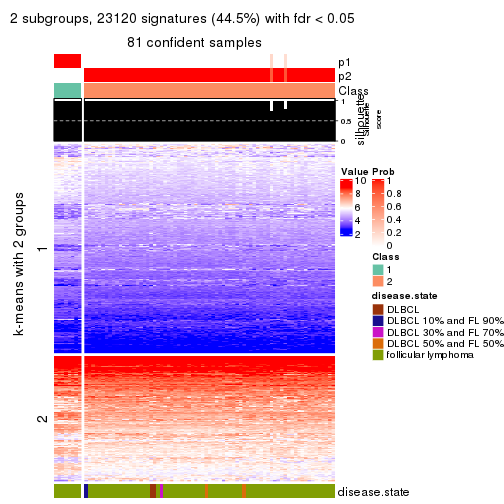 2 subgroups, 23120 signatures (44.5%) with fdr < 0.05
81 confident samples
p1
p2
Class
1
0.5
0
silhouette
Silhouette
score
k-means with 2 groups
1
2
Value
10
8
6
4
2
Prob
1
0.8
0.6
0.4
0.2
0
Class
1
2
disease.state
DLBCL
DLBCL 10% and FL 90%
DLBCL 30% and FL 70%
DLBCL 50% and FL 50%
follicular lymphoma
disease.state